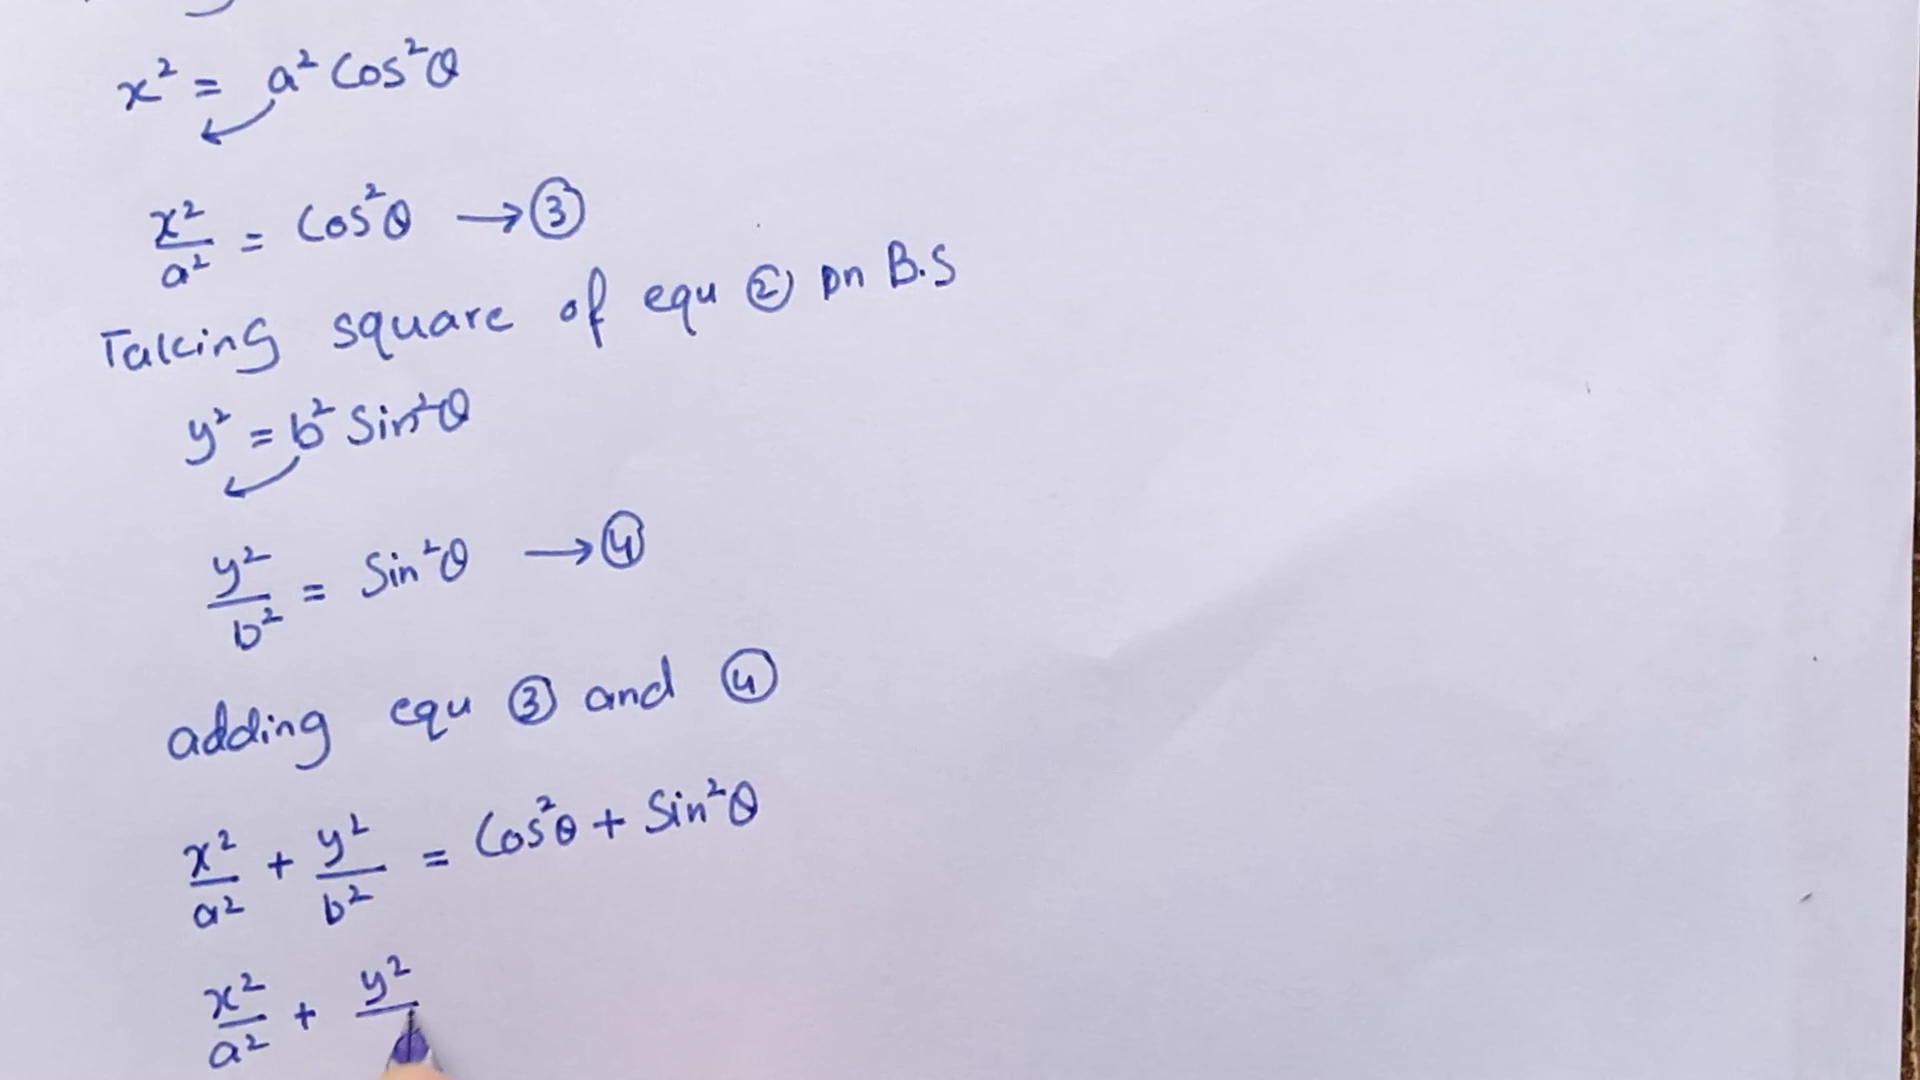 x² = a² Cos²θ
x²/a² = Cos²θ → ③
Taking square of equ ② on B.S
y² = b² Sin²θ
y²/b² = Sin²θ → ④
adding equ ③ and ④
x²/a² + y²/b² = Cos²θ + Sin²θ
x²/a² + y²